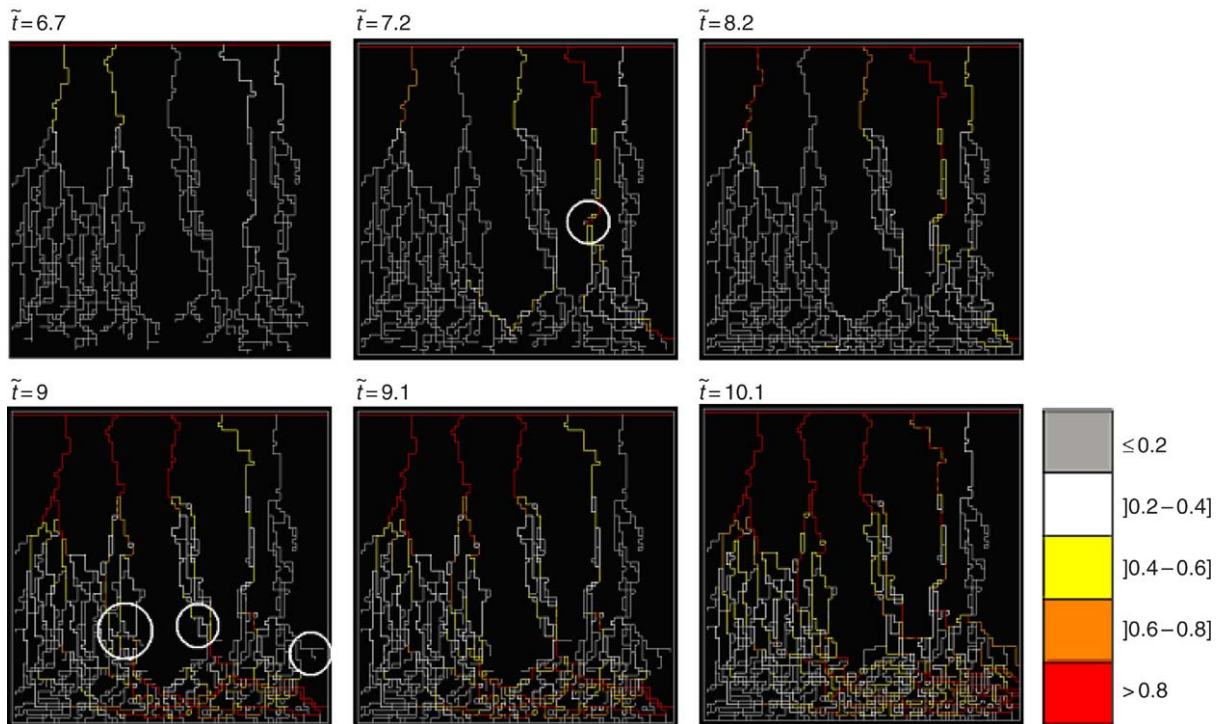 t̃=6.7
t̃=7.2
t̃=8.2
t̃=9
t̃=9.1
t̃=10.1
≤0.2
]0.2–0.4]
]0.4–0.6]
]0.6–0.8]
>0.8